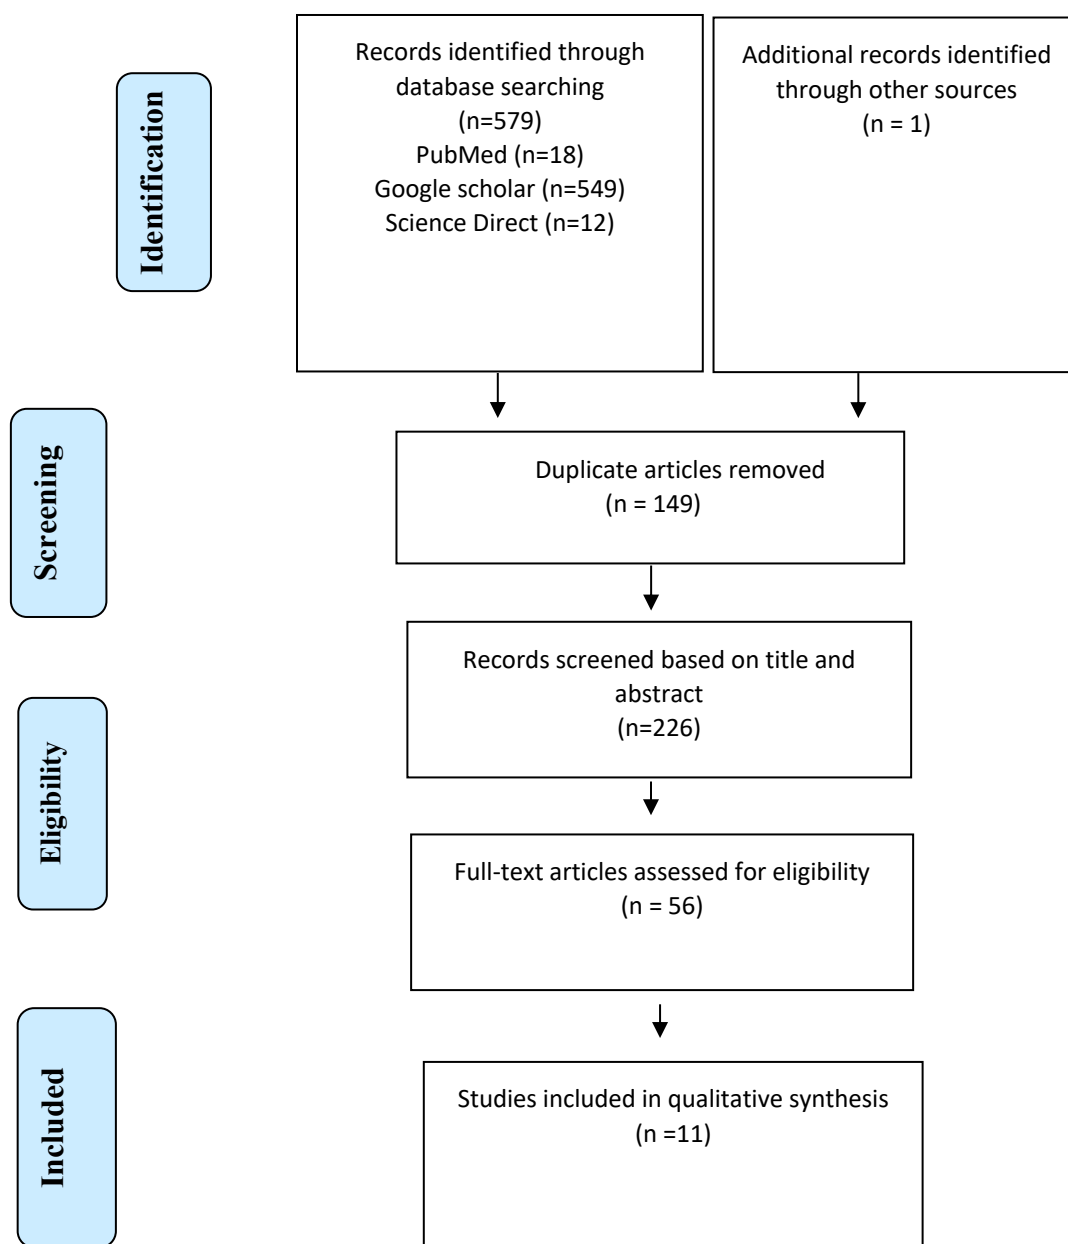 Identification
Records identified through
database searching
(n=579)
PubMed (n=18)
Google scholar (n=549)
Science Direct (n=12)
Additional records identified
through other sources
(n = 1)
Screening
Duplicate articles removed
(n = 149)
Records screened based on title and
abstract
(n=226)
Eligibility
Full-text articles assessed for eligibility
(n = 56)
Included
Studies included in qualitative synthesis
(n =11)